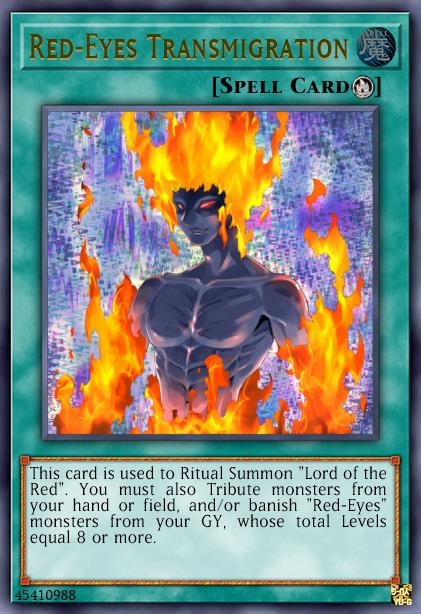 RED-EYES TRANSMIGRATION 魔
[SPELL CARD]
This card is used to Ritual Summon "Lord of the
Red". You must also Tribute monsters from
your hand or field, and/or banish "Red-Eyes"
monsters from your GY, whose total Levels
equal 8 or more.
45410988